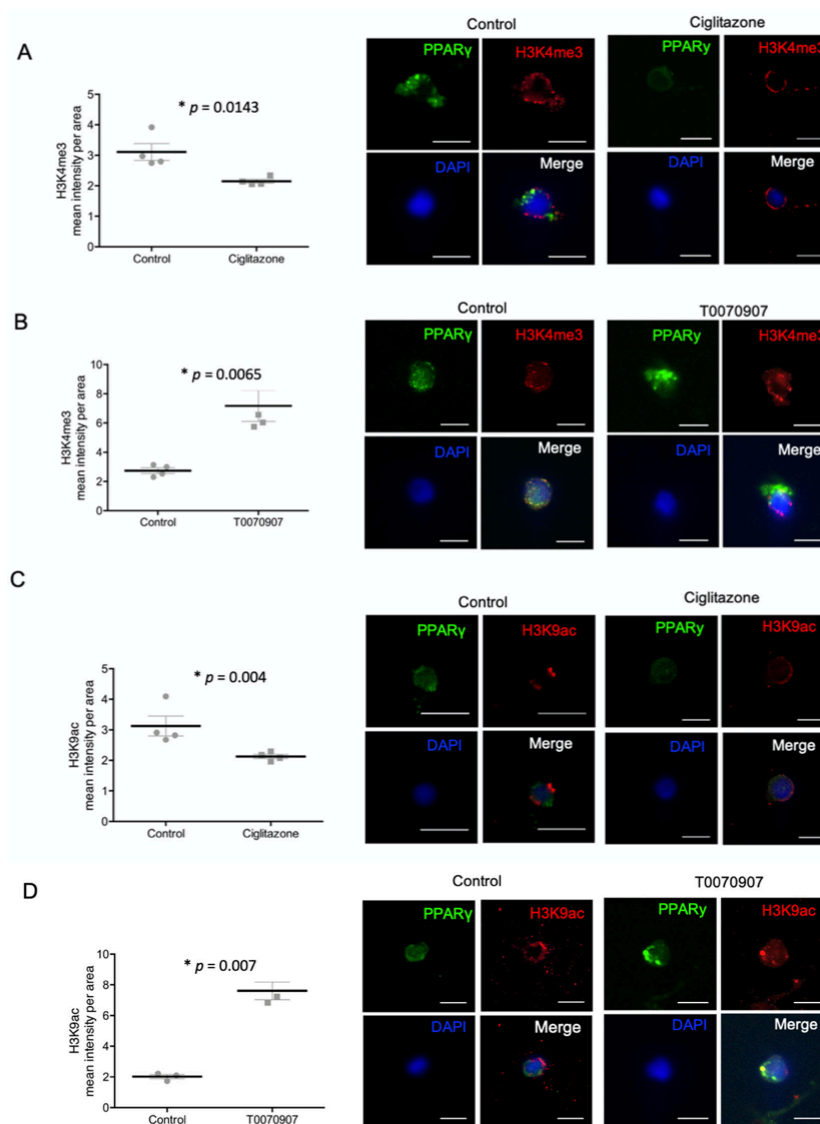 Control
Ciglitazone
A
PPARγ
H3K4me3
PPARy
H3K4me3
5
4
3
2
1
0
* p = 0.0143
H3K4me3
mean intensity per area
Control
Ciglitazone
DAPI
Merge
DAPI
Merge
B
Control
T0070907
PPARγ
H3K4me3
PPARy
H3K4me3
10
8
6
4
2
0
* p = 0.0065
H3K4me3
mean intensity per area
Control
T0070907
DAPI
Merge
DAPI
Merge
C
Control
Ciglitazone
PPARγ
H3K9ac
PPARy
H3K9ac
5
4
3
2
1
0
* p = 0.004
H3K9ac
mean intensity per area
Control
Ciglitazone
DAPI
Merge
DAPI
Merge
D
Control
T0070907
PPARγ
H3K9ac
PPARy
H3K9ac
10
8
6
4
2
0
* p = 0.007
H3K9ac
mean intensity per area
Control
T0070907
DAPI
Merge
DAPI
Merge